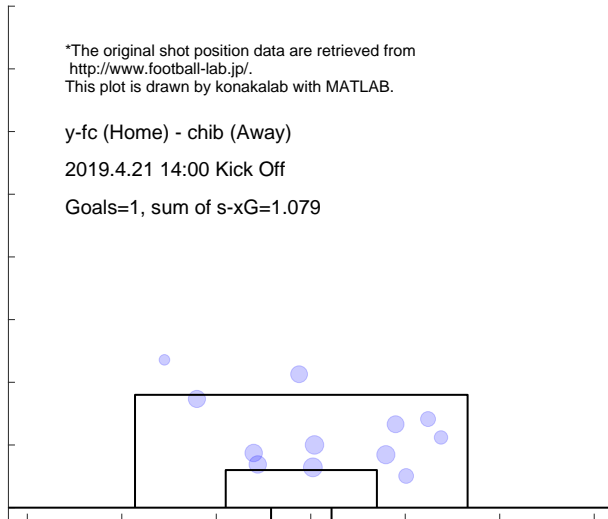 *The original shot position data are retrieved from
http://www.football-lab.jp/.
This plot is drawn by konakalab with MATLAB.
y-fc (Home) - chib (Away)
2019.4.21 14:00 Kick Off
Goals=1, sum of s-xG=1.079